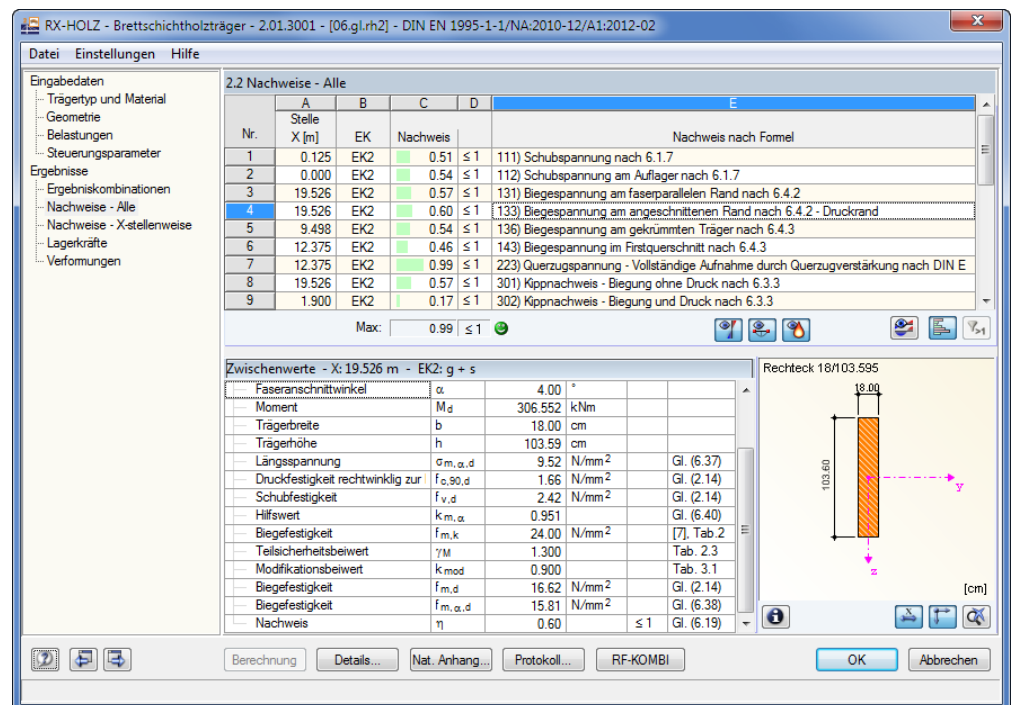 RX-HOLZ - Brettschichtholzträger - 2.01.3001 - [06.gl.rh2] - DIN EN 1995-1-1/NA:2010-12/A1:2012-02
Datei Einstellungen Hilfe
Eingabedaten
Trägertyp und Material
Geometrie
Belastungen
Steuerungsparameter
Ergebnisse
Ergebniskombinationen
Nachweise - Alle
Nachweise - X-stellenweise
Lagerkräfte
Verformungen
2.2 Nachweise - Alle
A B C D E
Stelle
Nr. X [m] EK Nachweis Nachweis nach Formel
1 0.125 EK2 0.51 ≤ 1 111) Schubspannung nach 6.1.7
2 0.000 EK2 0.54 ≤ 1 112) Schubspannung am Auflager nach 6.1.7
3 19.526 EK2 0.57 ≤ 1 131) Biegespannung am faserparallelen Rand nach 6.4.2
4 19.526 EK2 0.60 ≤ 1 133) Biegespannung am angeschnittenen Rand nach 6.4.2 - Druckrand
5 9.498 EK2 0.54 ≤ 1 136) Biegespannung am gekrümmten Träger nach 6.4.3
6 12.375 EK2 0.46 ≤ 1 143) Biegespannung im Firstquerschnitt nach 6.4.3
7 12.375 EK2 0.99 ≤ 1 223) Querzugspannung - Vollständige Aufnahme durch Querzugverstärkung nach DIN E
8 19.526 EK2 0.57 ≤ 1 301) Kippnachweis - Biegung ohne Druck nach 6.3.3
9 1.900 EK2 0.17 ≤ 1 302) Kippnachweis - Biegung und Druck nach 6.3.3
Max: 0.99 ≤ 1
>1
Zwischenwerte - X: 19.526 m - EK2: g + s
Faseranschnittwinkel α 4.00 °
Moment Md 306.552 kNm
Trägerbreite b 18.00 cm
Trägerhöhe h 103.59 cm
Längsspannung σm,α,d 9.52 N/mm² Gl. (6.37)
Druckfestigkeit rechtwinklig zur fc,90,d 1.66 N/mm² Gl. (2.14)
Schubfestigkeit fv,d 2.42 N/mm² Gl. (2.14)
Hilfswert km,α 0.951 Gl. (6.40)
Biegefestigkeit fm,k 24.00 N/mm² [7], Tab.2
Teilsicherheitsbeiwert γM 1.300 Tab. 2.3
Modifikationsbeiwert kmod 0.900 Tab. 3.1
Biegefestigkeit fm,d 16.62 N/mm² Gl. (2.14)
Biegefestigkeit fm,α,d 15.81 N/mm² Gl. (6.38)
Nachweis η 0.60 ≤ 1 Gl. (6.19)
Rechteck 18/103.595
18.00
103.60
y
z
[cm]
Berechnung Details... Nat. Anhang... Protokoll... RF-KOMBI OK Abbrechen